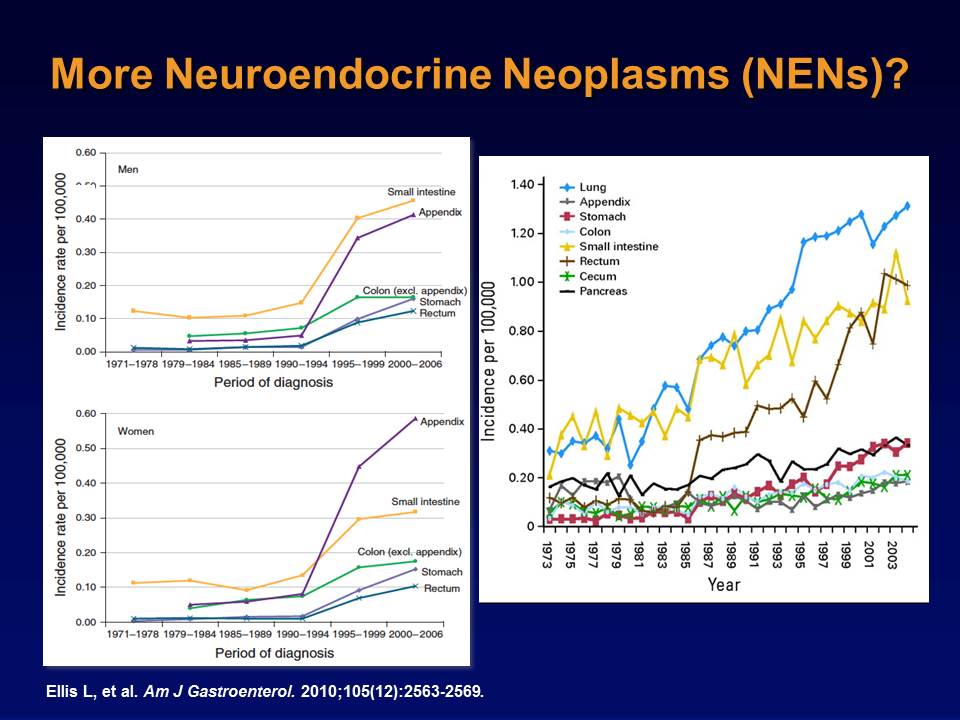 More Neuroendocrine Neoplasms (NENs)?
Incidence rate per 100,000
0.60
0.40
0.30
0.20
0.10
0.00
Men
Small intestine
Appendix
Colon (excl. appendix)
Stomach
Rectum
1971–1978 1979–1984 1985–1989 1990–1994 1995–1999 2000–2006
Period of diagnosis
Incidence rate per 100,000
0.60
0.50
0.40
0.30
0.20
0.10
0.00
Women
Appendix
Small intestine
Colon (excl. appendix)
Stomach
Rectum
1971–1978 1979–1984 1985–1989 1990–1994 1995–1999 2000–2006
Period of diagnosis
Incidence per 100,000
1.40
1.20
1.00
0.80
0.60
0.40
0.20
0
Lung
Appendix
Stomach
Colon
Small intestine
Rectum
Cecum
Pancreas
1973 1975 1977 1979 1981 1983 1985 1987 1989 1991 1993 1995 1997 1999 2001 2003
Year
Ellis L, et al. Am J Gastroenterol. 2010;105(12):2563-2569.